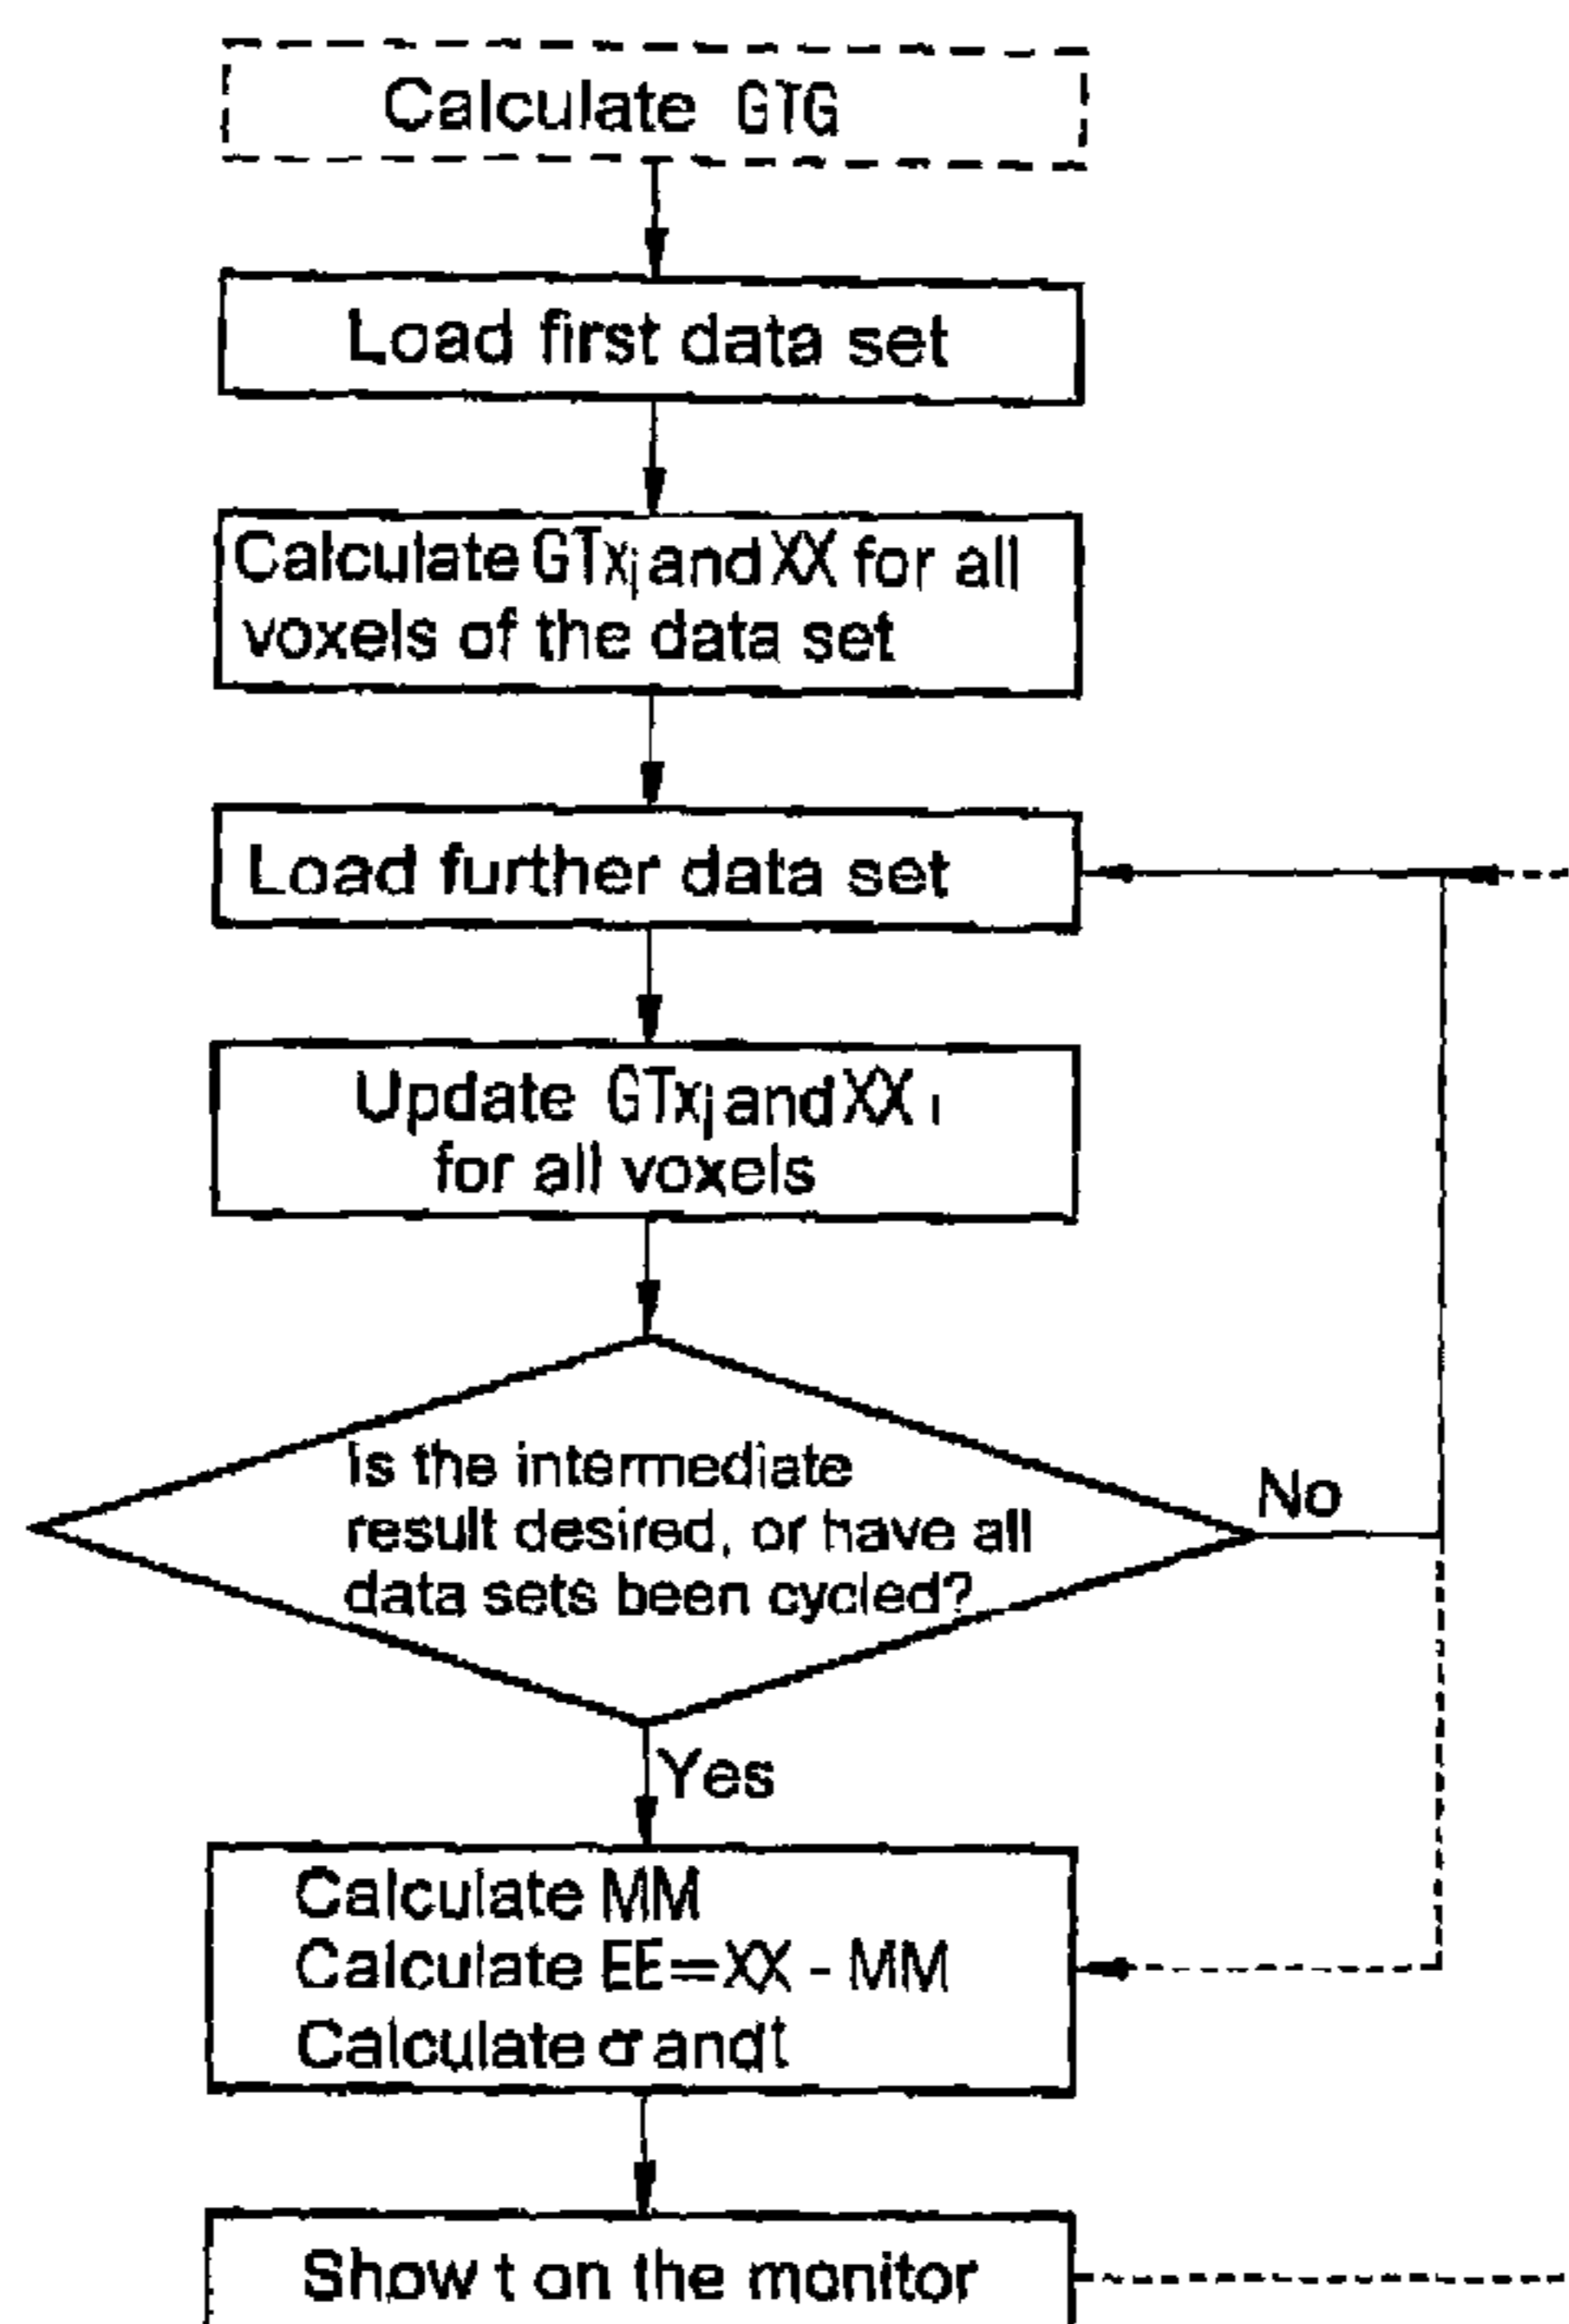 Calculate GTG
Load first data set
Calculate GTxj and XX for all
voxels of the data set
Load further data set
Update GTxj and XX
for all voxels
Is the intermediate
result desired, or have all
data sets been cycled?
No
Yes
Calculate MM
Calculate EE=XX - MM
Calculate σ and t
Show t on the monitor